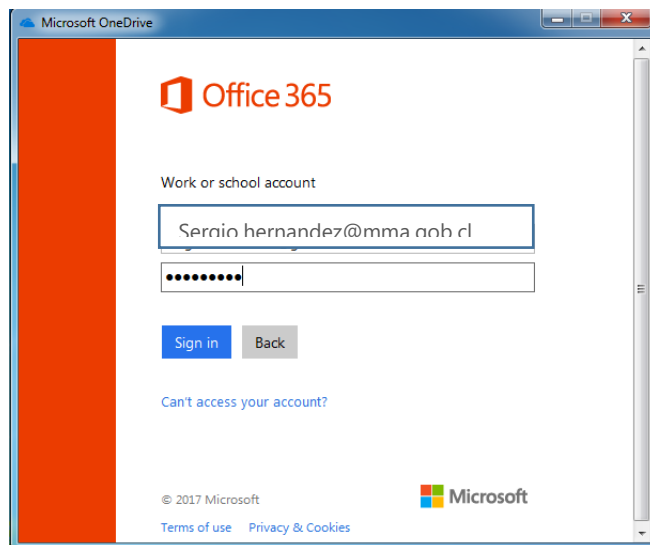 Microsoft OneDrive
Office 365
Work or school account
Sergio.hernandez@mma.gob.cl
•••••••••
Sign in Back
Can't access your account?
© 2017 Microsoft
Microsoft
Terms of use Privacy & Cookies